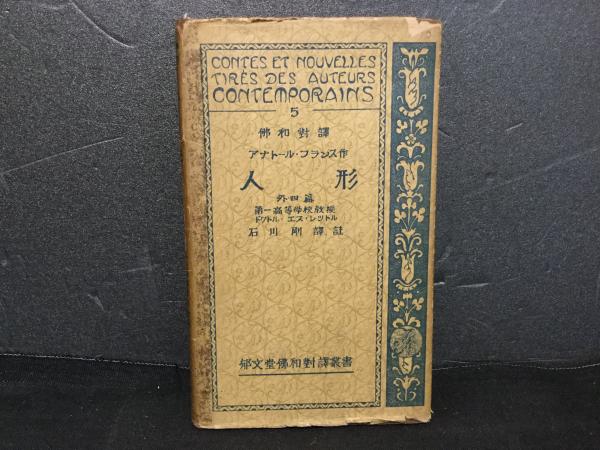 CONTES ET NOUVELLES
TIRÉS DES AUTEURS
CONTEMPORAINS
5
佛和對譯
アナトール・フランス作
人形
外四篇
第一高等學校敎授
ドクトル・エス・レットル
石川剛譯註
郁文堂佛和對譯叢書